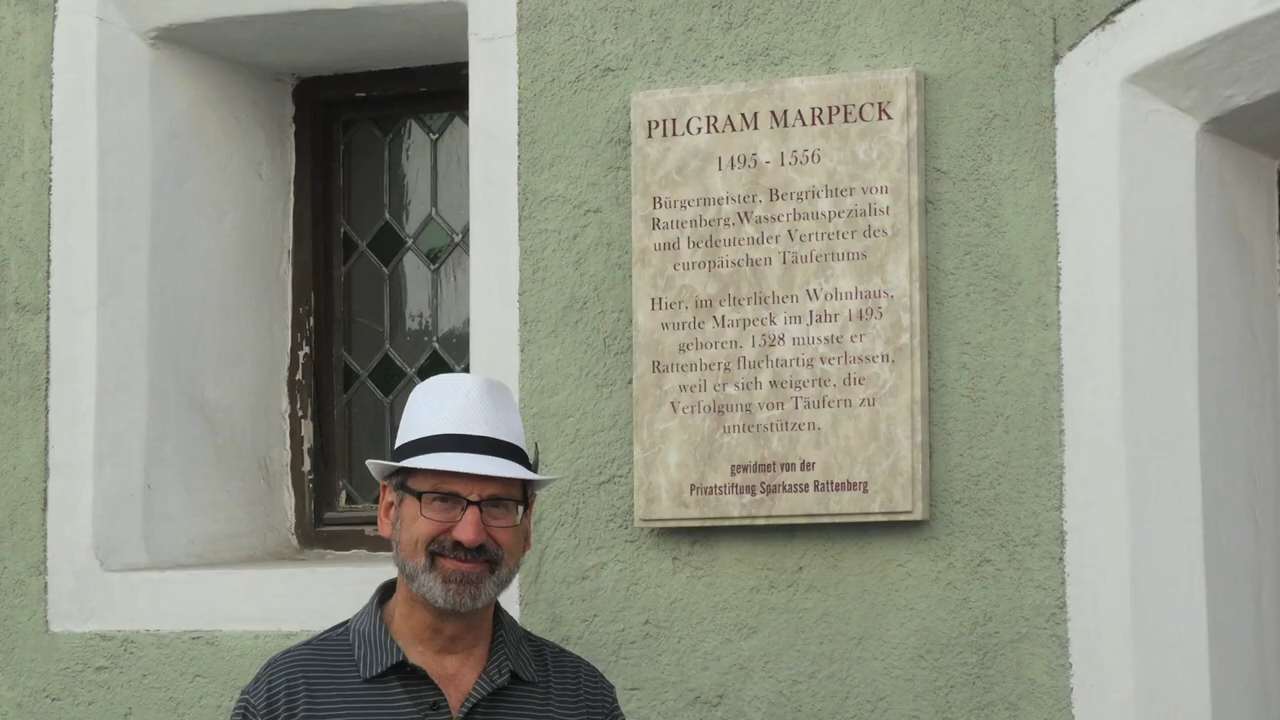 PILGRAM MARPECK
1495 - 1556
Bürgermeister, Bergrichter von
Rattenberg,Wasserbauspezialist
und bedeutender Vertreter des
europäischen Täufertums
Hier, im elterlichen Wohnhaus,
wurde Marpeck im Jahr 1495
geboren. 1528 musste er
Rattenberg fluchtartig verlassen,
weil er sich weigerte, die
Verfolgung von Täufern zu
unterstützen.
gewidmet von der
Privatstiftung Sparkasse Rattenberg